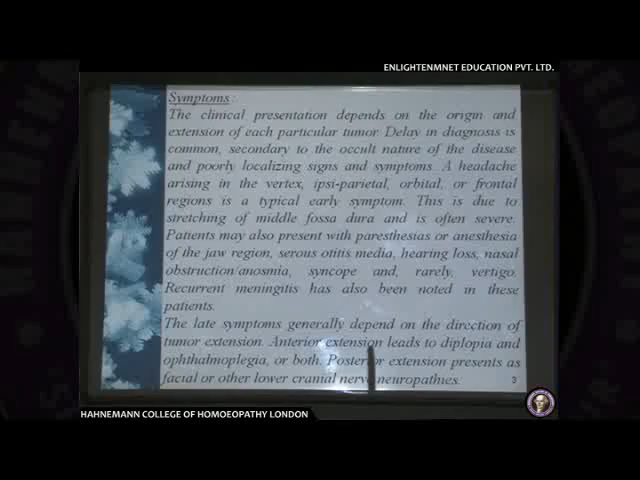 ENLIGHTENMNET EDUCATION PVT. LTD.
Symptoms:
The clinical presentation depends on the origin and
extension of each particular tumor. Delay in diagnosis is
common, secondary to the occult nature of the disease
and poorly localizing signs and symptoms. A headache
arising in the vertex, ipsi-parietal, orbital, or frontal
regions is a typical early symptom. This is due to
stretching of middle fossa dura and is often severe.
Patients may also present with paresthesias or anesthesia
of the jaw region, serous otitis media, hearing loss, nasal
obstruction/anosmia, syncope and, rarely, vertigo.
Recurrent meningitis has also been noted in these
patients.
The late symptoms generally depend on the direction of
tumor extension. Anterior extension leads to diplopia and
ophthalmoplegia, or both. Posterior extension presents as
facial or other lower cranial nerve neuropathies.
3
HAHNEMANN COLLEGE OF HOMOEOPATHY LONDON